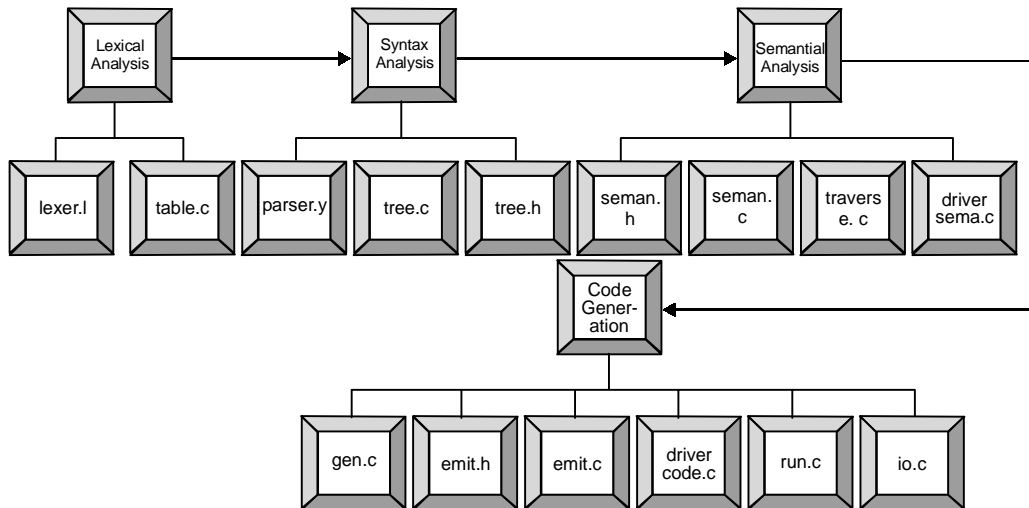 Lexical
Analysis
Syntax
Analysis
Semantial
Analysis
lexer.l
table.c
parser.y
tree.c
tree.h
seman.
h
seman.
c
travers
e. c
driver
sema.c
Code
Gener-
ation
gen.c
emit.h
emit.c
driver
code.c
run.c
io.c